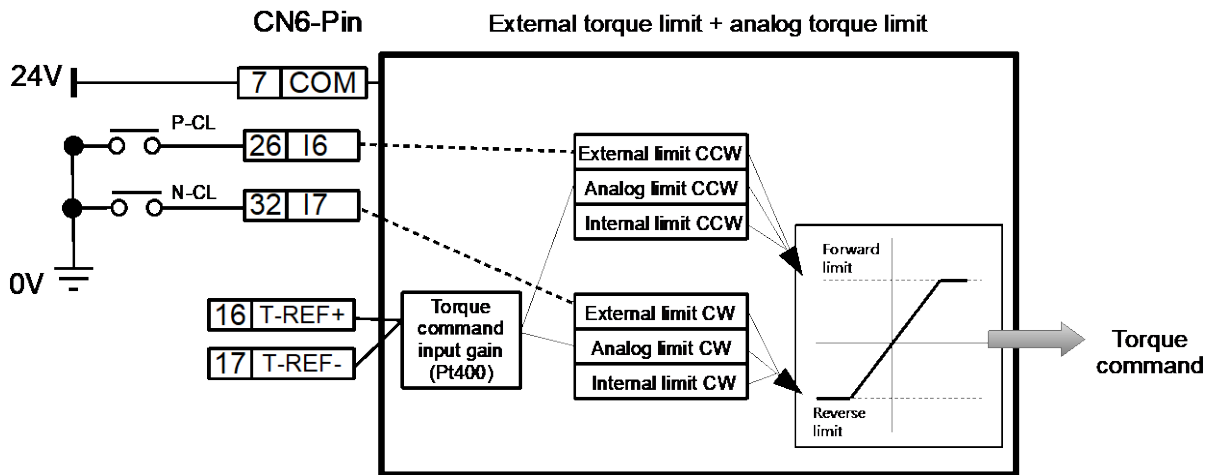 CN6-Pin
External torque limit + analog torque limit
24V
7 COM
P-CL
26 I6
External limit CCW
Analog limit CCW
N-CL
32 I7
Internal limit CCW
0V
Forward
limit
16 T-REF+
Torque
command
input gain
(Pt400)
External limit CW
Analog limit CW
Internal limit CW
17 T-REF-
Torque
command
Reverse
limit